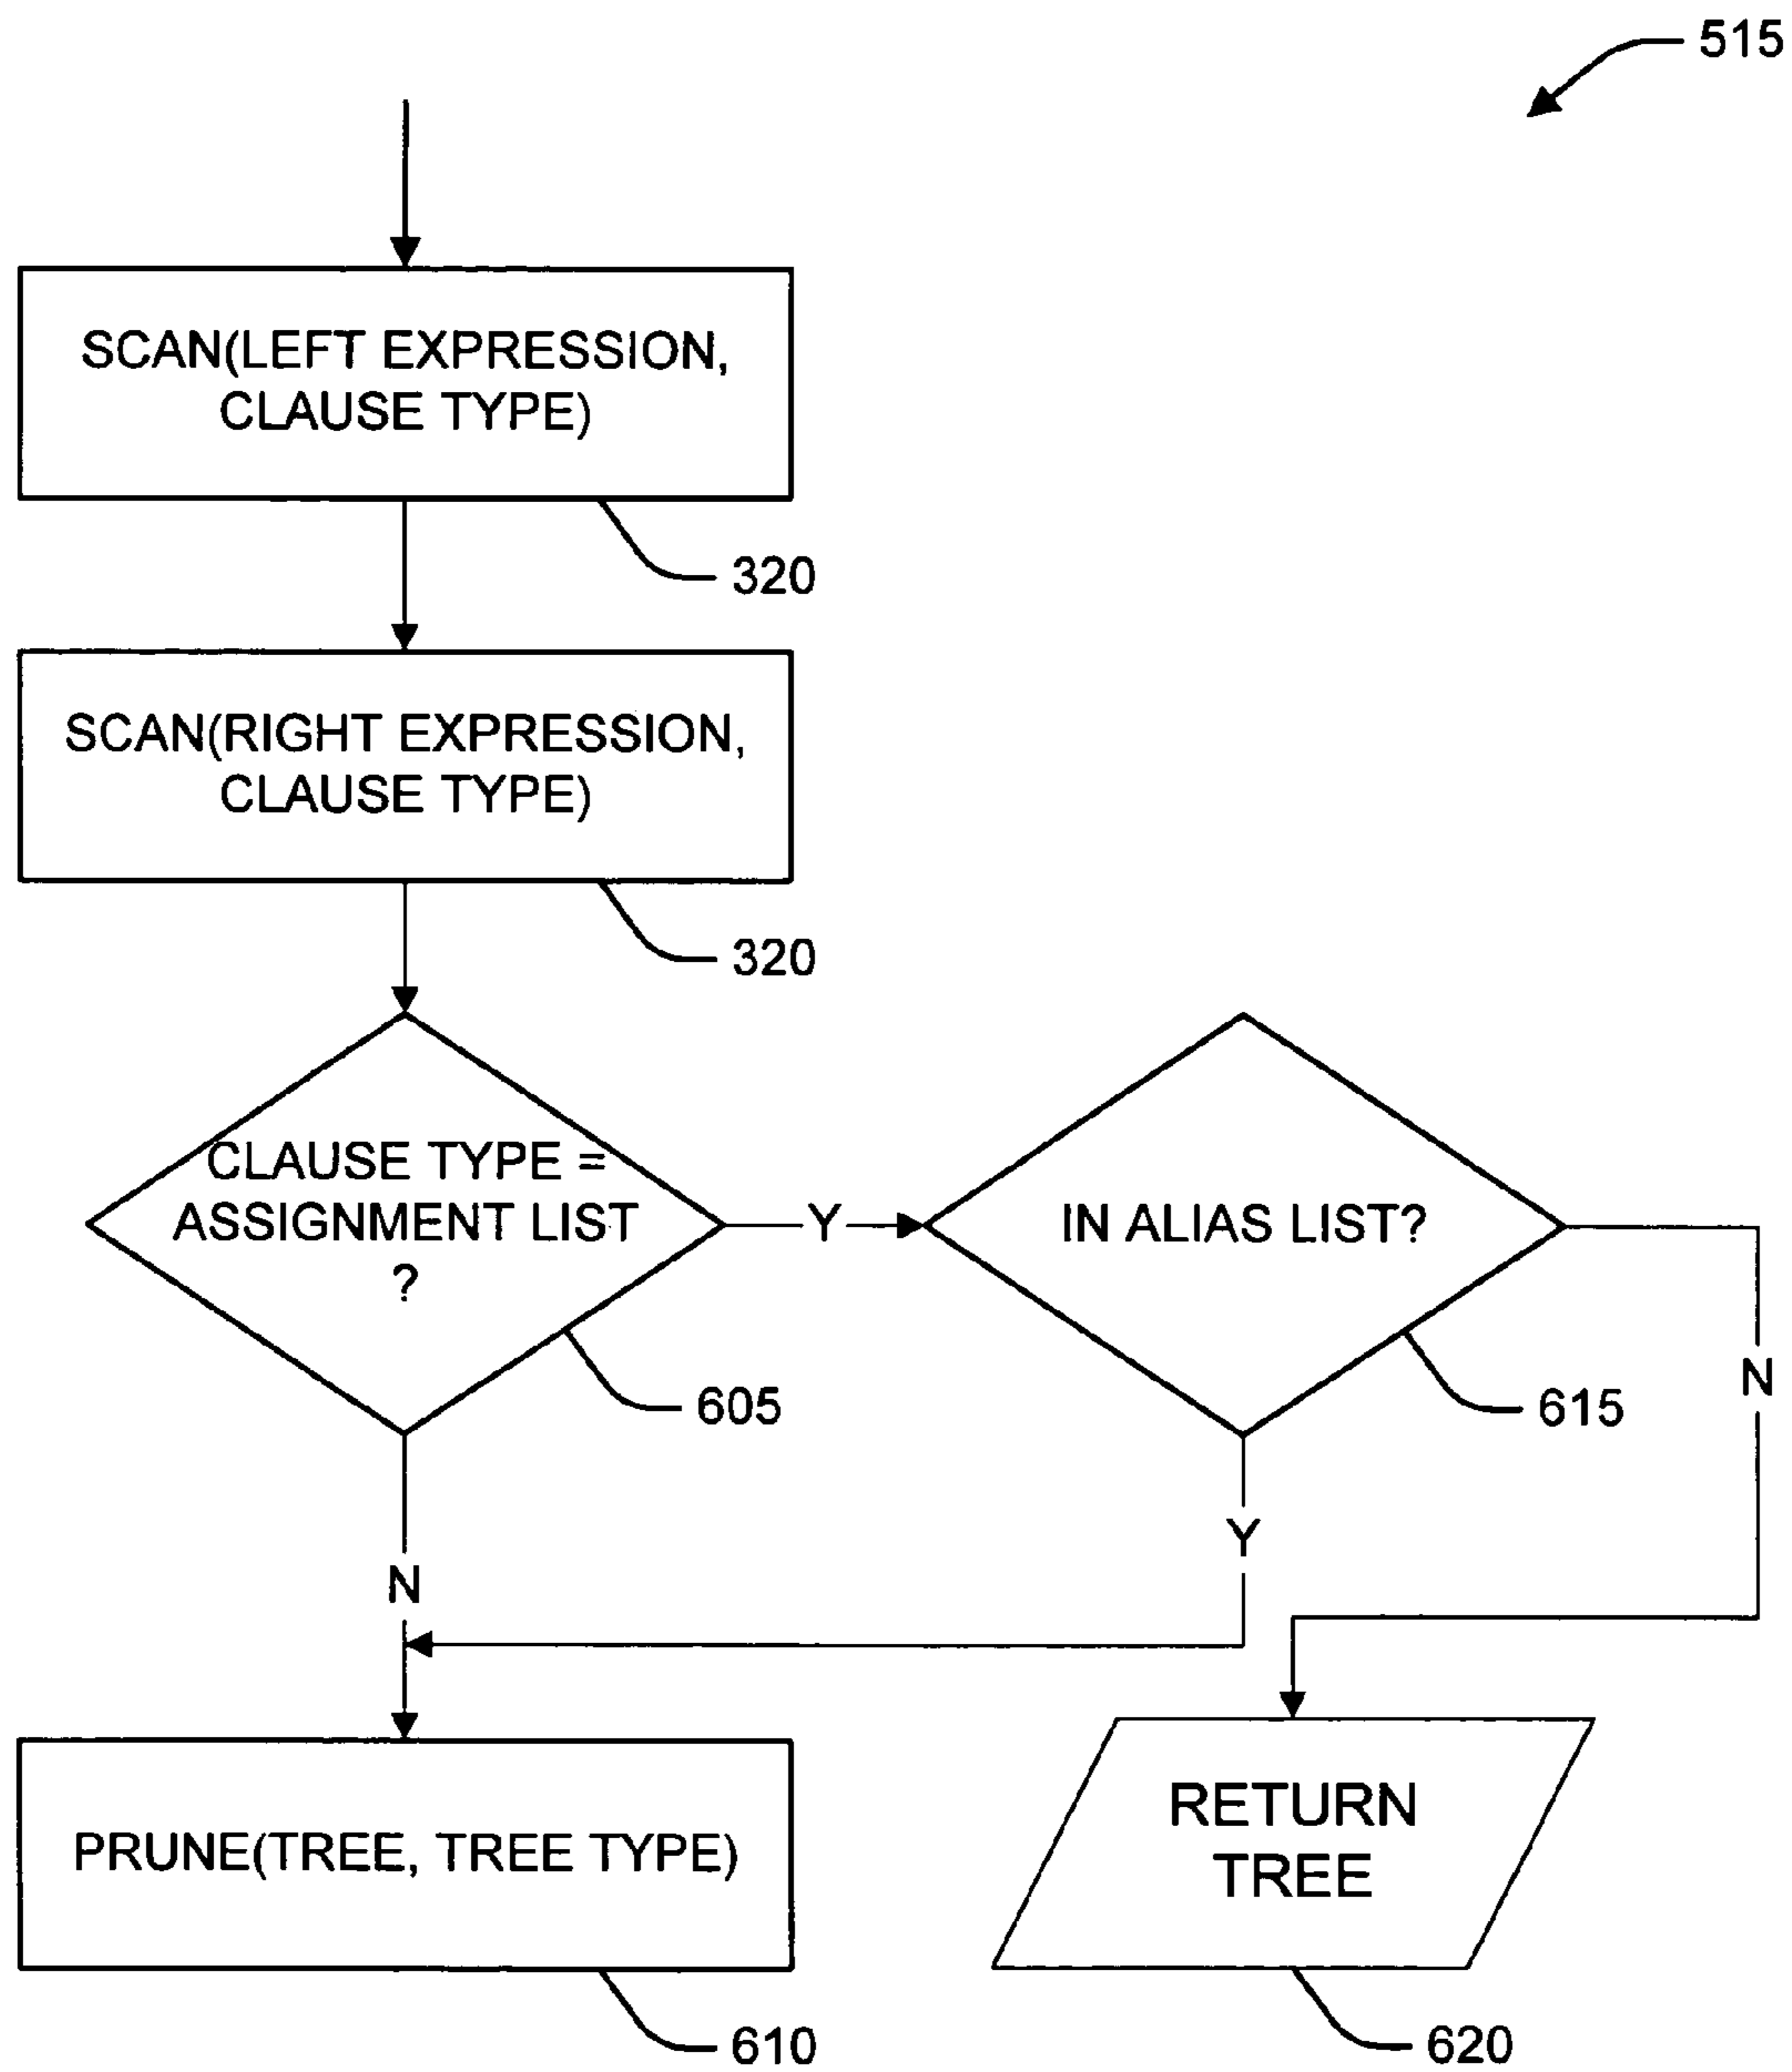 515
SCAN(LEFT EXPRESSION,
CLAUSE TYPE)
320
SCAN(RIGHT EXPRESSION,
CLAUSE TYPE)
320
CLAUSE TYPE =
ASSIGNMENT LIST
?
605
Y
IN ALIAS LIST?
615
N
Y
N
PRUNE(TREE, TREE TYPE)
610
RETURN
TREE
620